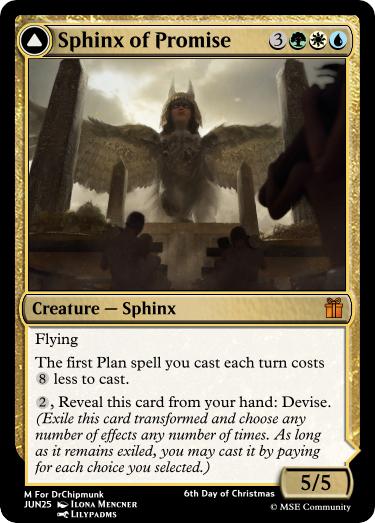 Sphinx of Promise 3
Creature — Sphinx
Flying
The first Plan spell you cast each turn costs
8 less to cast.
2, Reveal this card from your hand: Devise.
(Exile this card transformed and choose any
number of effects any number of times. As long
as it remains exiled, you may cast it by paying
for each choice you selected.)
5/5
M For DrChipmunk
6th Day of Christmas
JUN25 Ilona Mencner
© MSE Community
Lilypadms